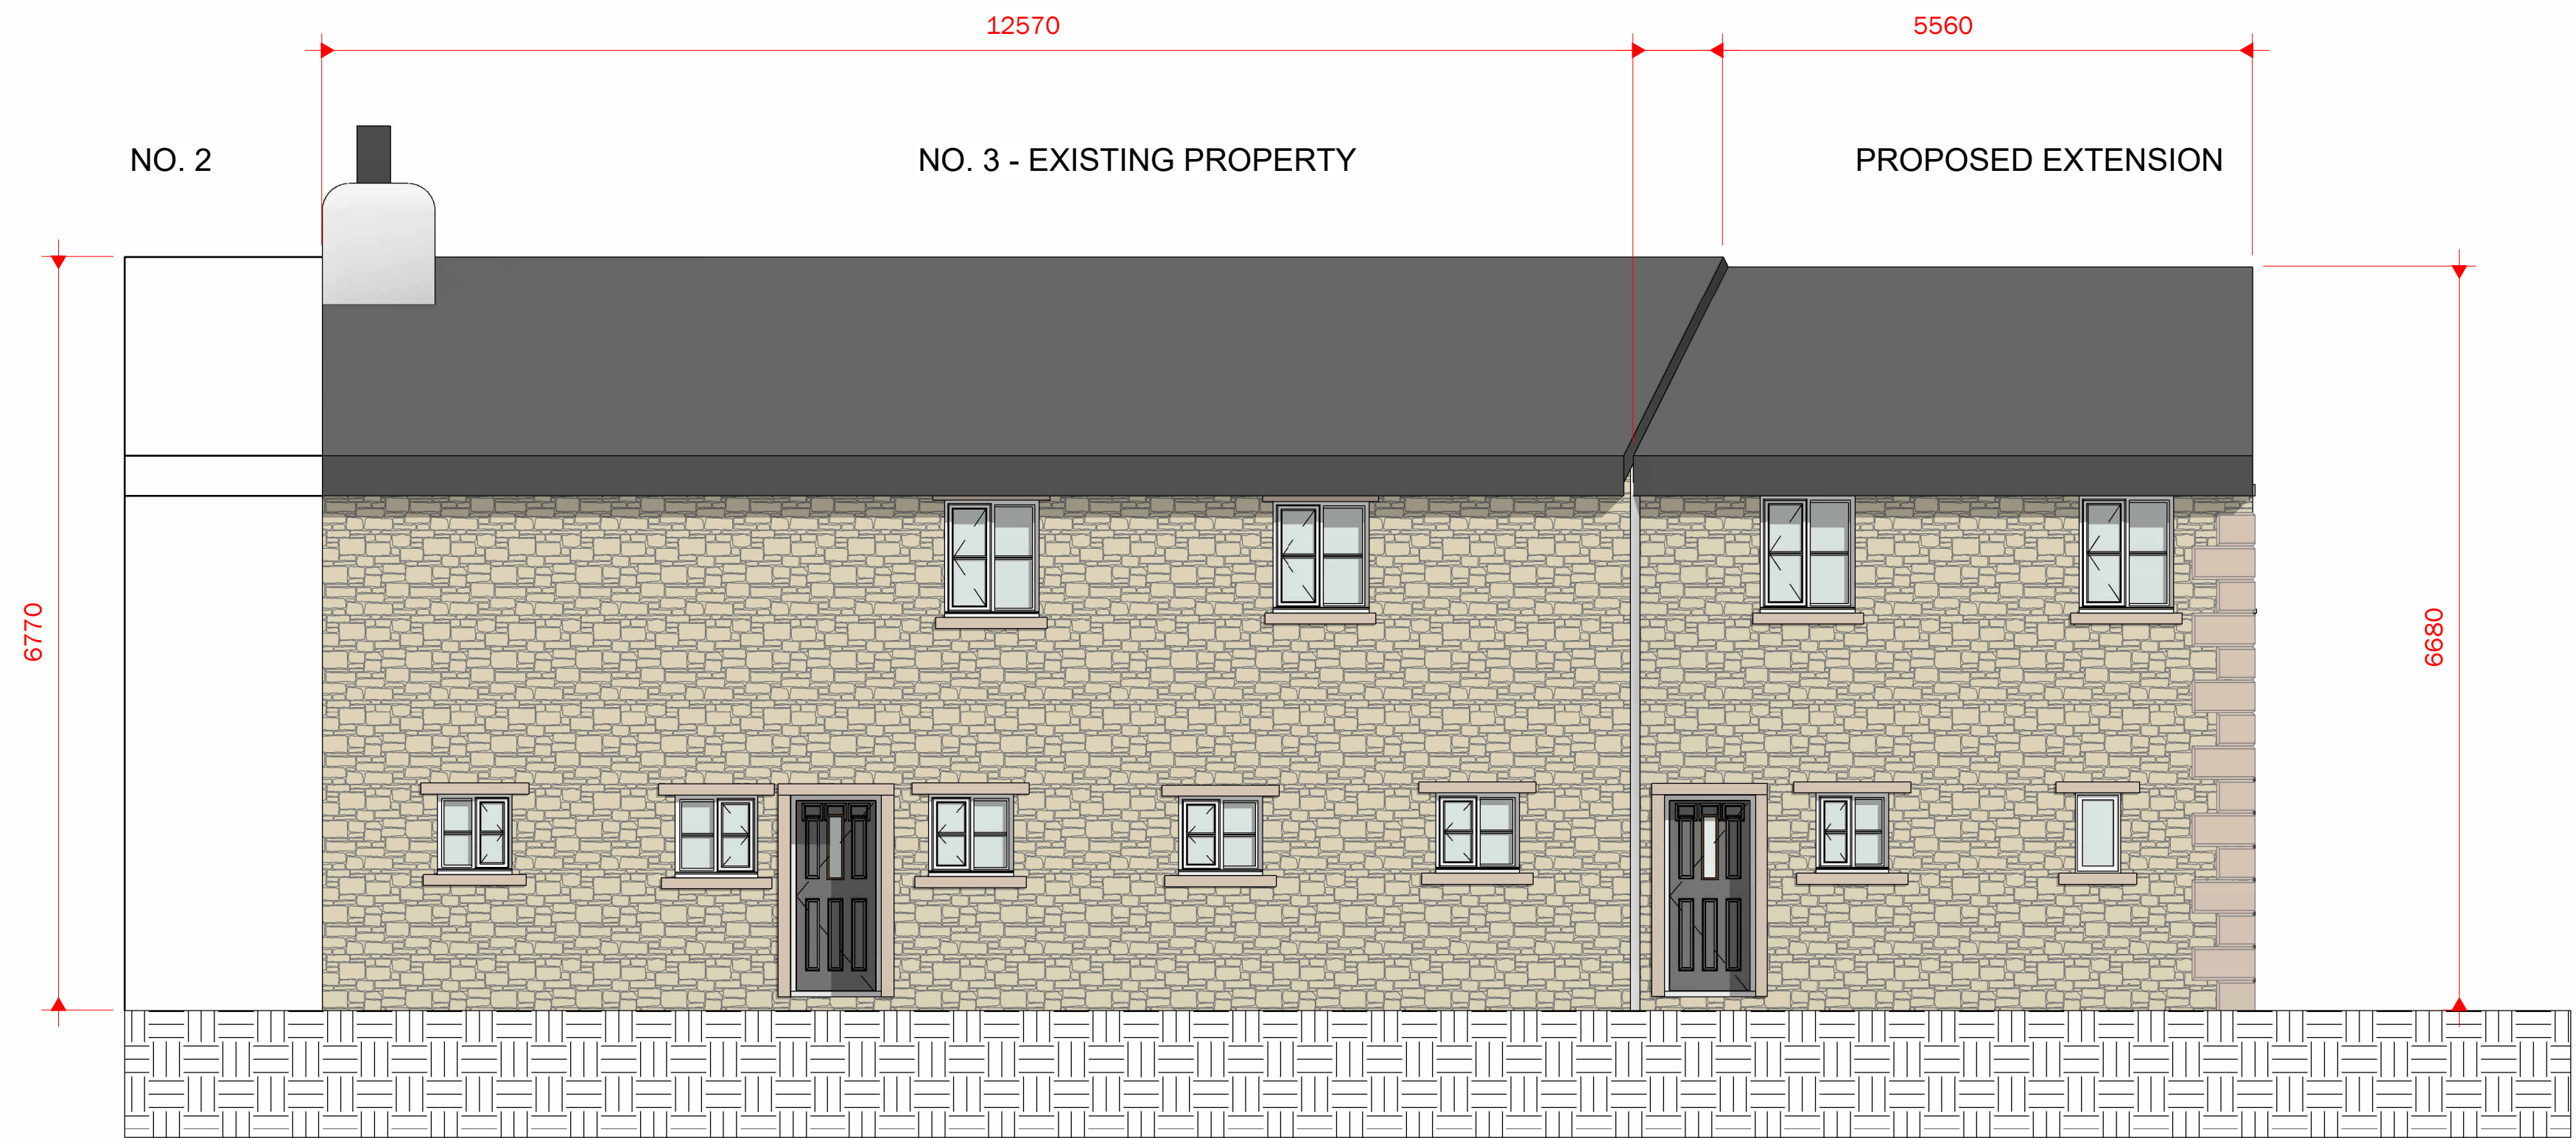 12570
5560
NO. 2
NO. 3 - EXISTING PROPERTY
PROPOSED EXTENSION
6770
6680